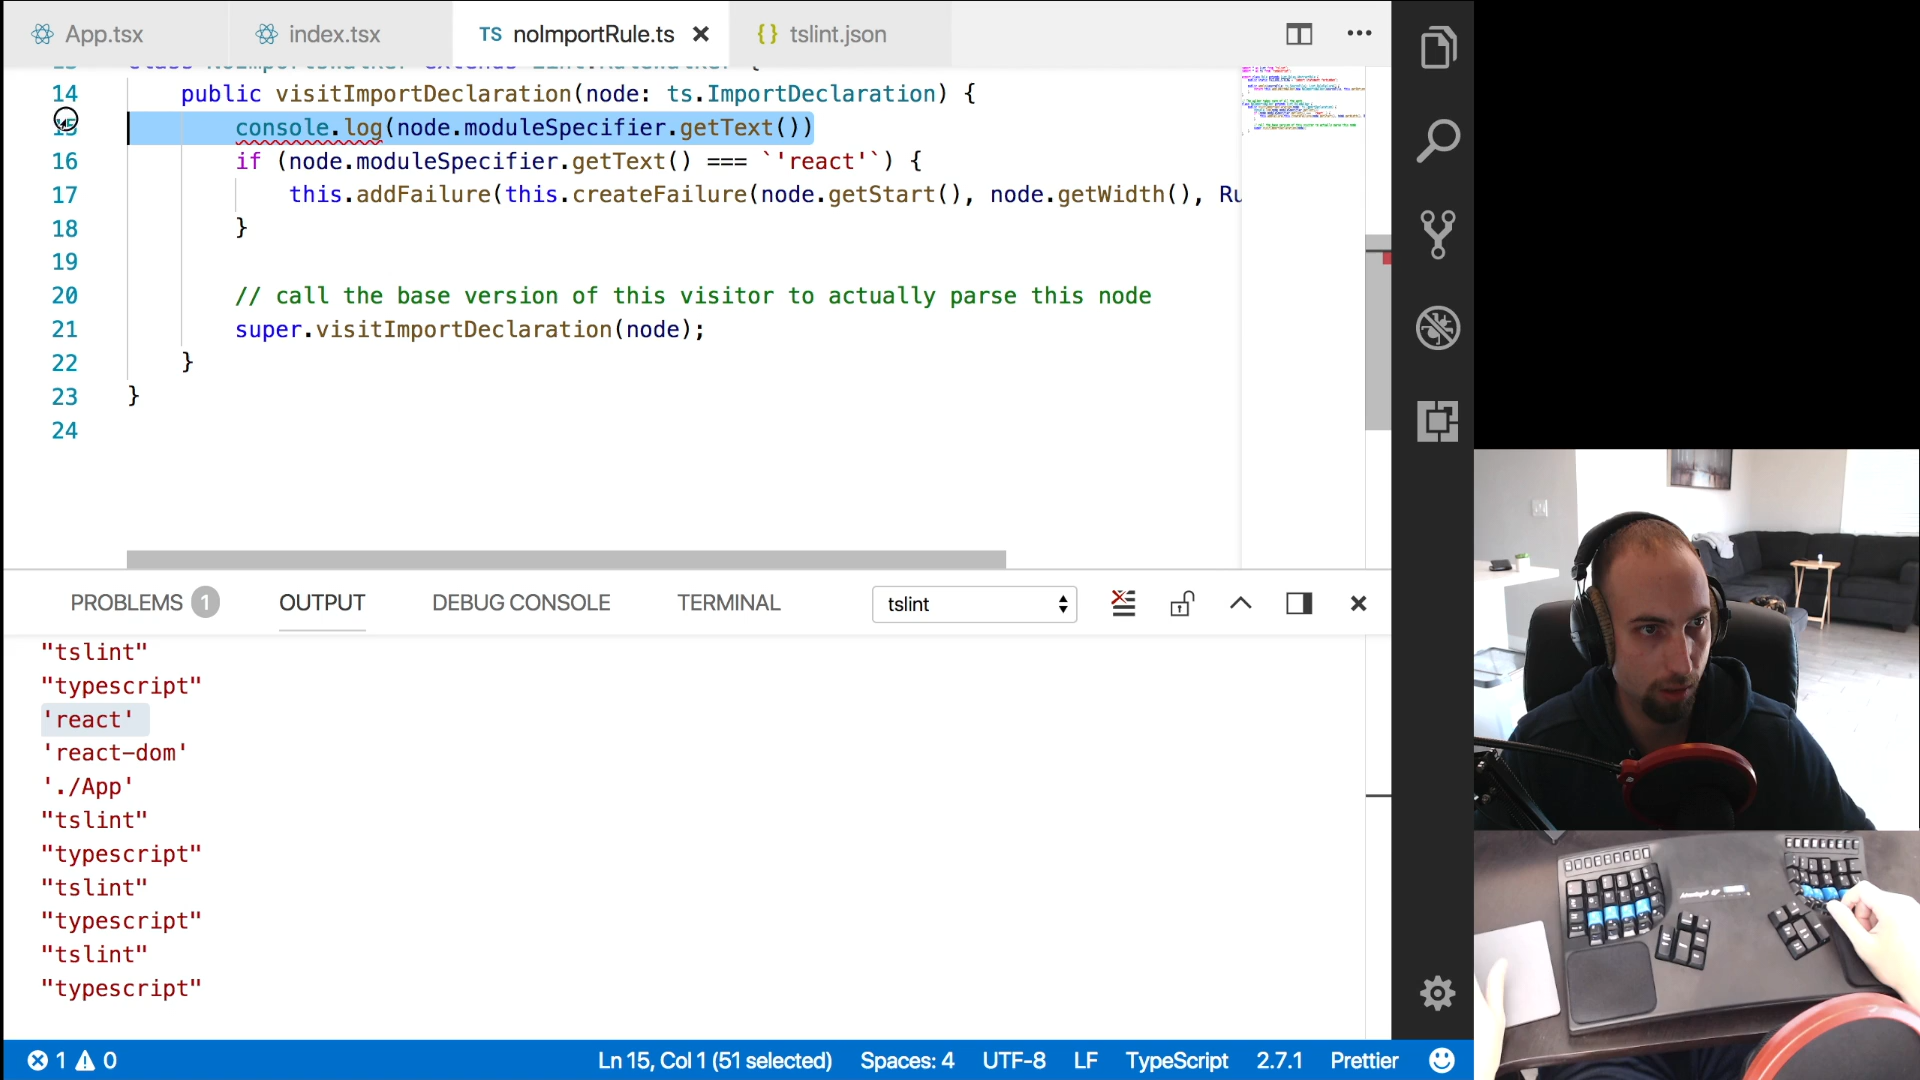 App.tsx
index.tsx
TS noImportRule.ts
{} tslint.json
14 public visitImportDeclaration(node: ts.ImportDeclaration) {
console.log(node.moduleSpecifier.getText())
16 if (node.moduleSpecifier.getText() === `'react'`) {
17 this.addFailure(this.createFailure(node.getStart(), node.getWidth(), Ru
18 }
19
20 // call the base version of this visitor to actually parse this node
21 super.visitImportDeclaration(node);
22 }
23 }
24
PROBLEMS 1 OUTPUT DEBUG CONSOLE TERMINAL tslint
"tslint"
"typescript"
'react'
'react-dom'
'./App'
"tslint"
"typescript"
"tslint"
"typescript"
"tslint"
"typescript"
1 0 Ln 15, Col 1 (51 selected) Spaces: 4 UTF-8 LF TypeScript 2.7.1 Prettier